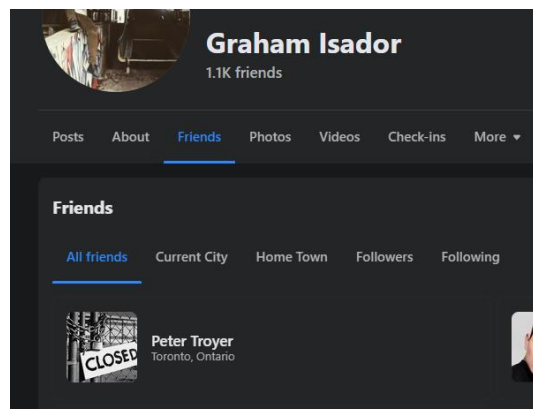 Graham Isador
1.1K friends
Posts About Friends Photos Videos Check-ins More
Friends
All friends Current City Home Town Followers Following
CLOSED
Peter Troyer
Toronto, Ontario